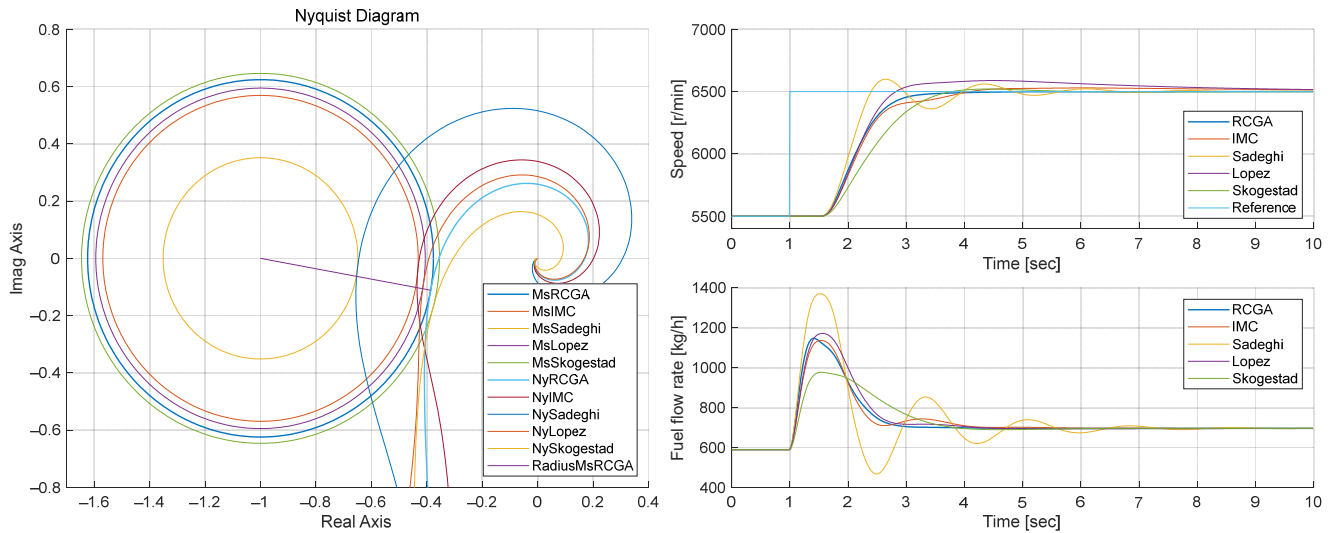 Nyquist Diagram
0.8
0.6
0.4
0.2
0
–0.2
–0.4
–0.6
–0.8
Imag Axis
–1.6
–1.4
–1.2
–1
–0.8
–0.6
–0.4
–0.2
0
0.2
0.4
Real Axis
MsRCGA
MsIMC
MsSadeghi
MsLopez
MsSkogestad
NyRCGA
NyIMC
NySadeghi
NyLopez
NySkogestad
RadiusMsRCGA
7000
6500
6000
5500
Speed [r/min]
0 1 2 3 4 5 6 7 8 9 10
Time [sec]
RCGA
IMC
Sadeghi
Lopez
Skogestad
Reference
1400
1200
1000
800
600
400
Fuel flow rate [kg/h]
0 1 2 3 4 5 6 7 8 9 10
Time [sec]
RCGA
IMC
Sadeghi
Lopez
Skogestad